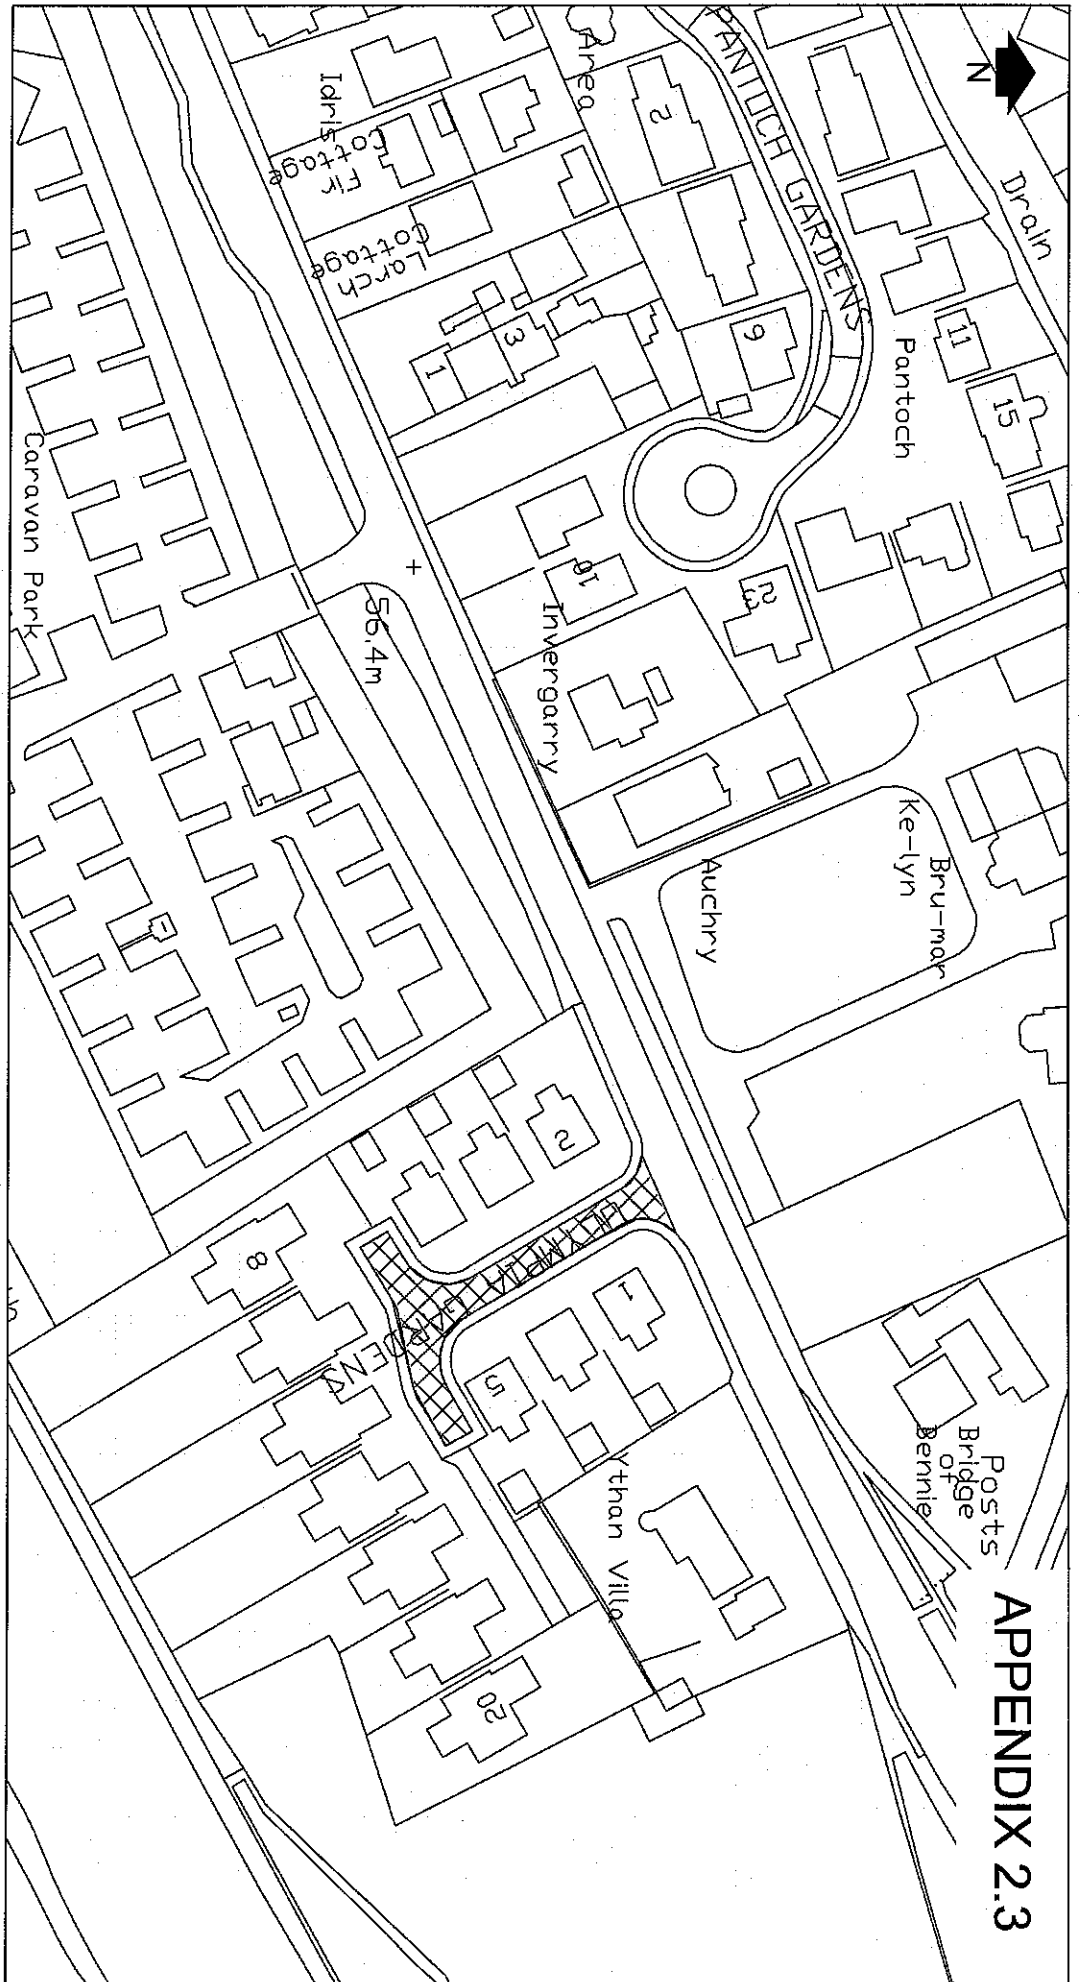 APPENDIX 2.3
N
Drain
Posts
Bridge
of
Bennie
15
11
Bru-mar
Ke-lyn
Pantoch
PANTOCH GARDENS
9
23
2
Area
Auchry
Invergarry
1
Ythan Villa
2
5
3
1
Idris
Fir
Cottage
Larch
Cottage
56.4m
+
GARDENS
20
8
Caravan Park